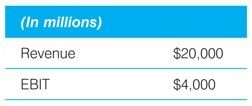 (In millions)
Revenue $20,000
EBIT $4,000